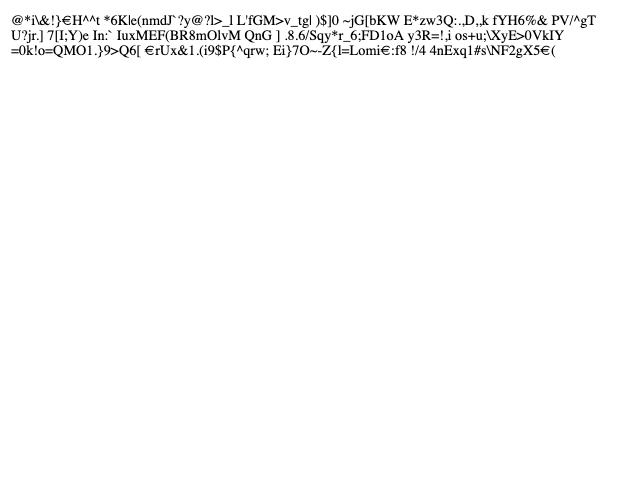 @*i\&!}€H^^t *6K|e(nmdJ`?y@?l>_l L'fGM>v_tg| )$]0 ~jG[bKW E*zw3Q:.,D,,k fYH6%& PV/^gT
U?jr.] 7[I;Y)e In:` IuxMEF(BR8mOlvM QnG ] .8.6/Sqy*r_6;FD1oA y3R=!,i os+u;\XyE>0VkIY
=0k!o=QMO1.}9>Q6[ €rUx&1.(i9$P{^qrw; Ei}7O~-Z{l=Lomi€:f8 !/4 4nExq1#s\NF2gX5€(